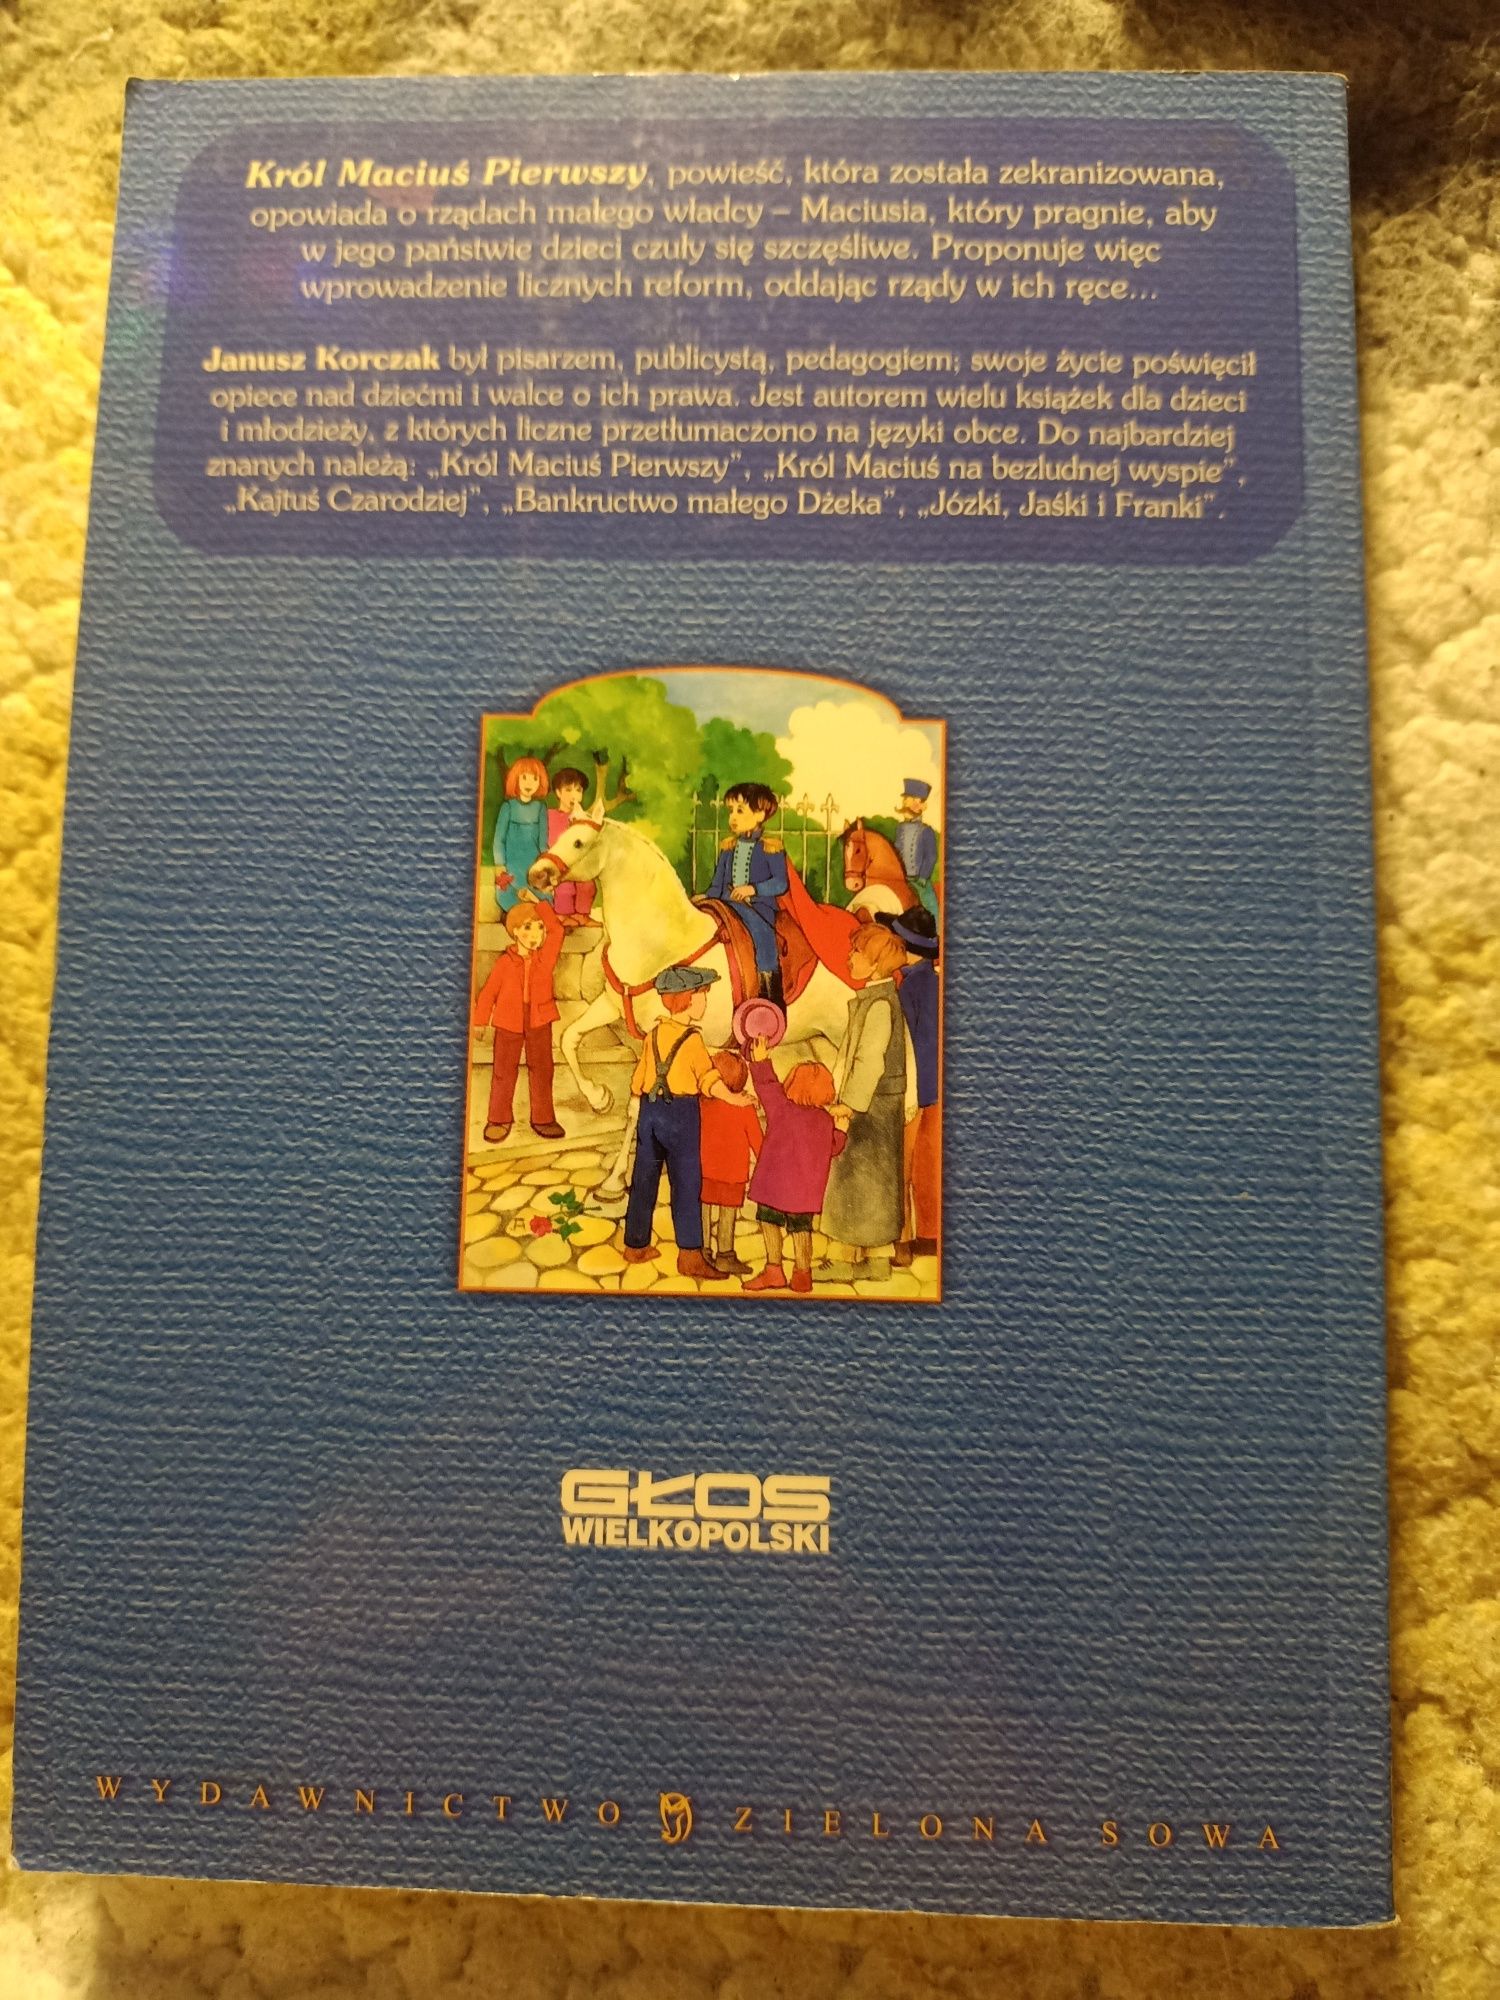 Król Maciuś Pierwszy, powieść, która została zekranizowana,
opowiada o rządach małego władcy – Maciusia, który pragnie, aby
w jego państwie dzieci czuły się szczęśliwe. Proponuje więc
wprowadzenie licznych reform, oddając rządy w ich ręce...
Janusz Korczak był pisarzem, publicystą, pedagogiem; swoje życie poświęcił
opiece nad dziećmi i walce o ich prawa. Jest autorem wielu książek dla dzieci
i młodzieży, z których liczne przetłumaczono na języki obce. Do najbardziej
znanych należą: „Król Maciuś Pierwszy”, „Król Maciuś na bezludnej wyspie”,
„Kajtuś Czarodziej”, „Bankructwo małego Dżeka”, „Józki, Jaśki i Franki”.
GŁOS
WIELKOPOLSKI
WYDAWNICTWO ZIELONA SOWA